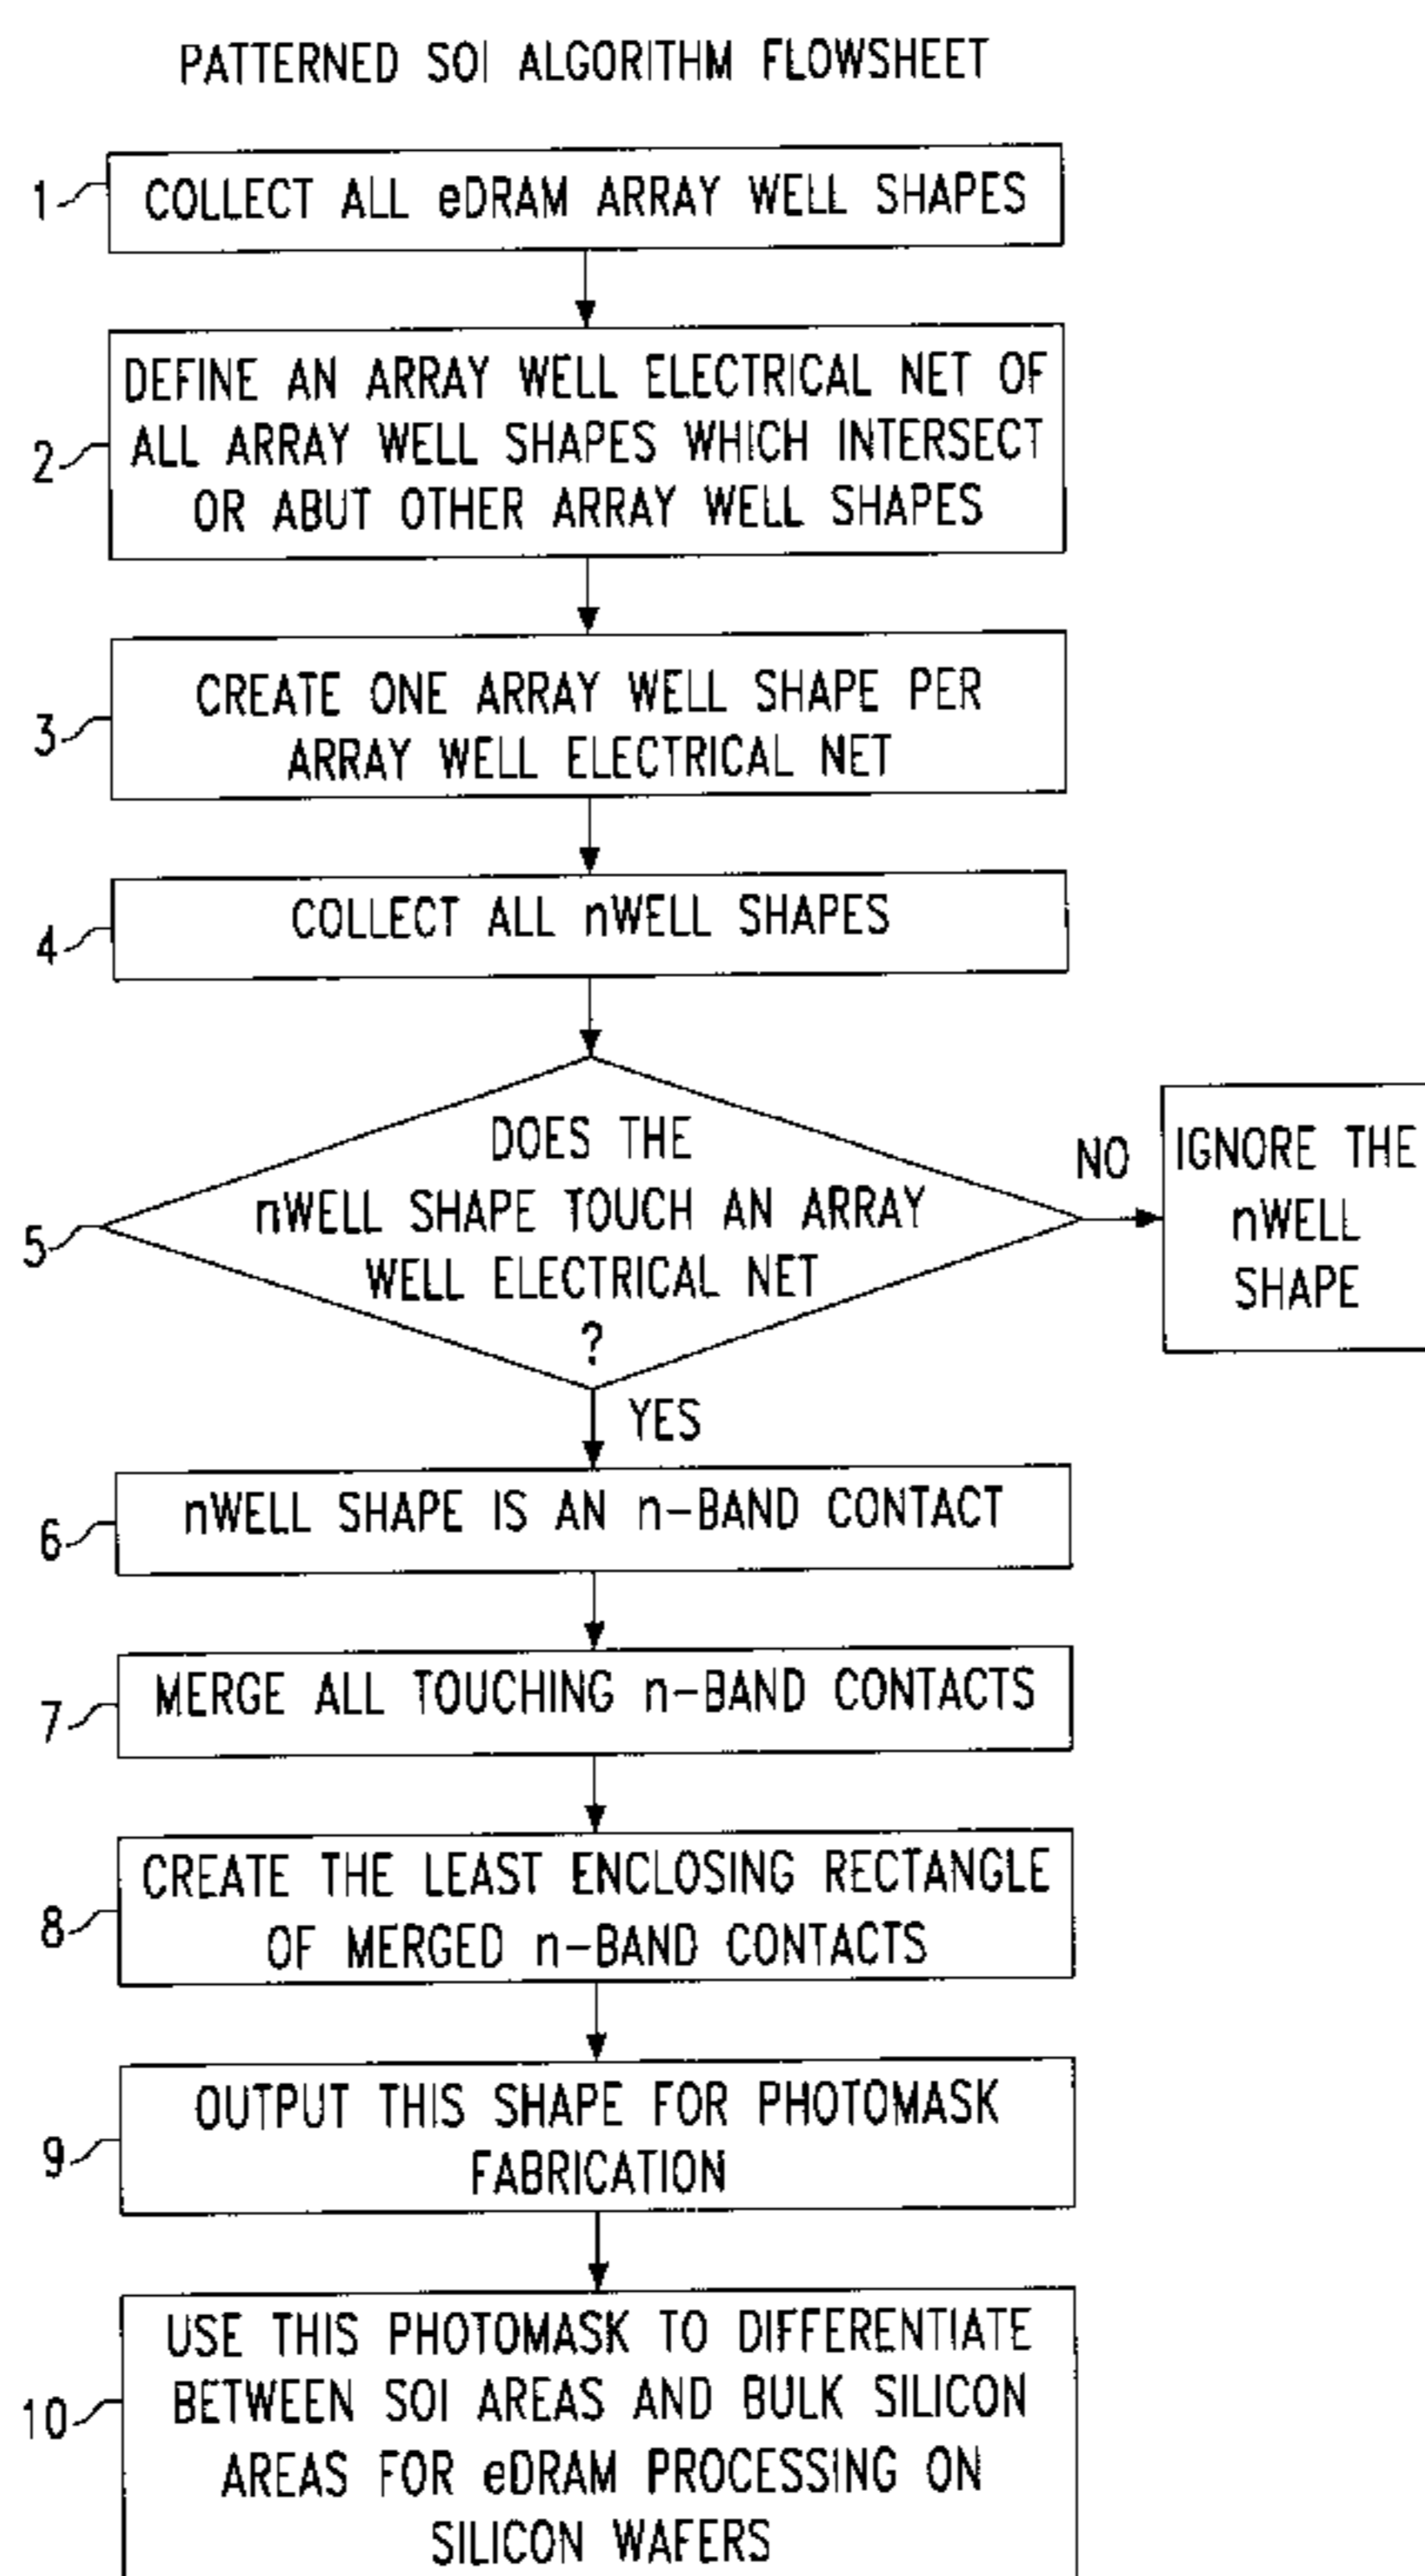 PATTERNED SOI ALGORITHM FLOWSHEET
1
COLLECT ALL eDRAM ARRAY WELL SHAPES
2
DEFINE AN ARRAY WELL ELECTRICAL NET OF
ALL ARRAY WELL SHAPES WHICH INTERSECT
OR ABUT OTHER ARRAY WELL SHAPES
3
CREATE ONE ARRAY WELL SHAPE PER
ARRAY WELL ELECTRICAL NET
4
COLLECT ALL nWELL SHAPES
5
DOES THE
nWELL SHAPE TOUCH AN ARRAY
WELL ELECTRICAL NET
?
NO
IGNORE THE
nWELL
SHAPE
YES
6
nWELL SHAPE IS AN n-BAND CONTACT
7
MERGE ALL TOUCHING n-BAND CONTACTS
8
CREATE THE LEAST ENCLOSING RECTANGLE
OF MERGED n-BAND CONTACTS
9
OUTPUT THIS SHAPE FOR PHOTOMASK
FABRICATION
10
USE THIS PHOTOMASK TO DIFFERENTIATE
BETWEEN SOI AREAS AND BULK SILICON
AREAS FOR eDRAM PROCESSING ON
SILICON WAFERS